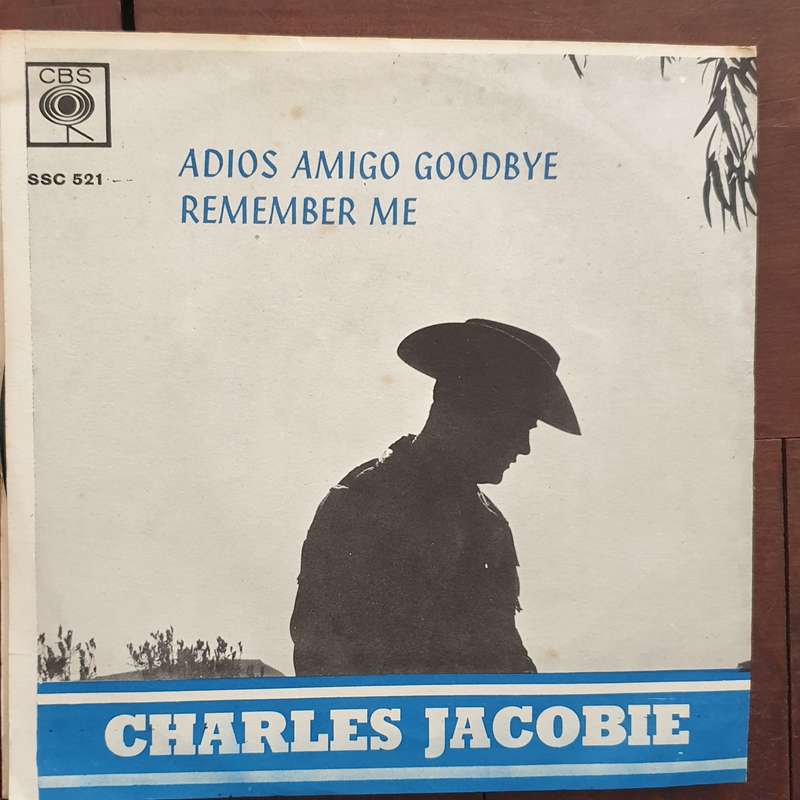 CBS
SSC 521
ADIOS AMIGO GOODBYE
REMEMBER ME
CHARLES JACOBIE